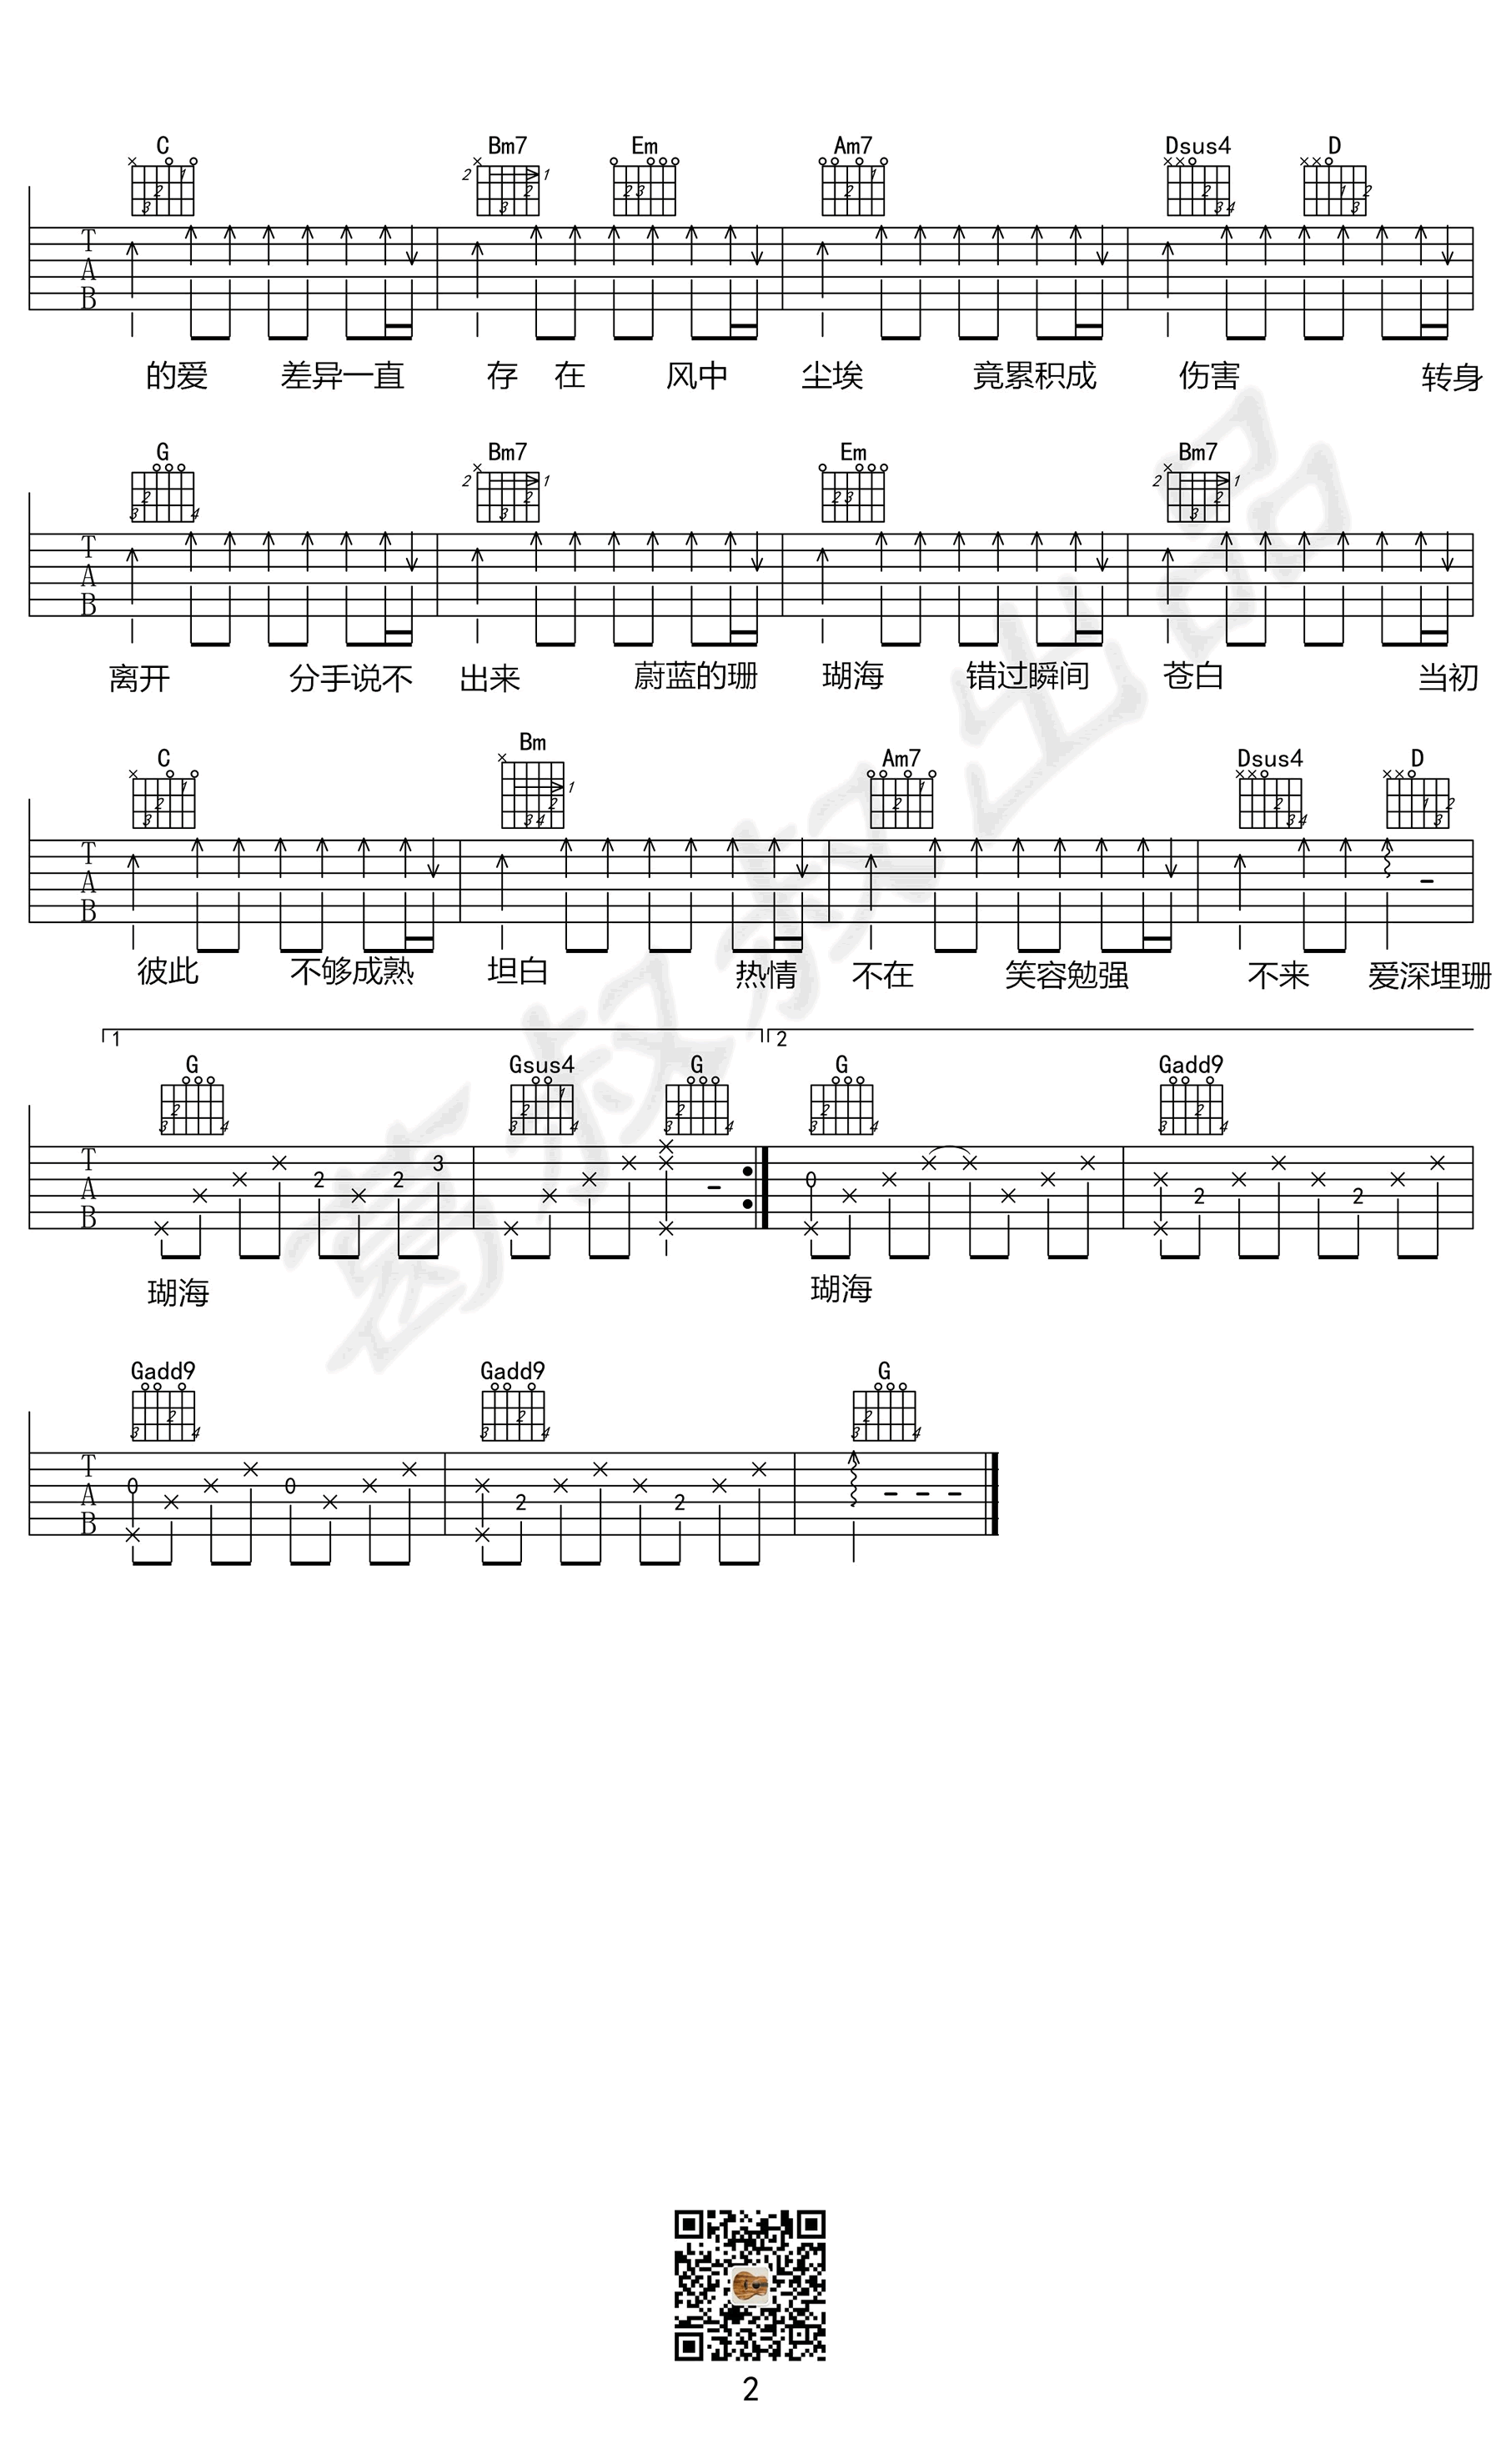 C Bm7 Em Am7 Dsus4 D
的爱 差异一直 存 在 风中 尘埃 竟累积成 伤害 转身
G Bm7 Em Bm7
离开 分手说不 出来 蔚蓝的珊 瑚海 错过瞬间 苍白 当初
C Bm Am7 Dsus4 D
彼此 不够成熟 坦白 热情 不在 笑容勉强 不来 爱深埋珊
1 2
G Gsus4 G G Gadd9
T A B 2 2 3 0 2 2
瑚海 瑚海
Gadd9 Gadd9 G
T A B 0 0 2 2
葛叔叔出品
2